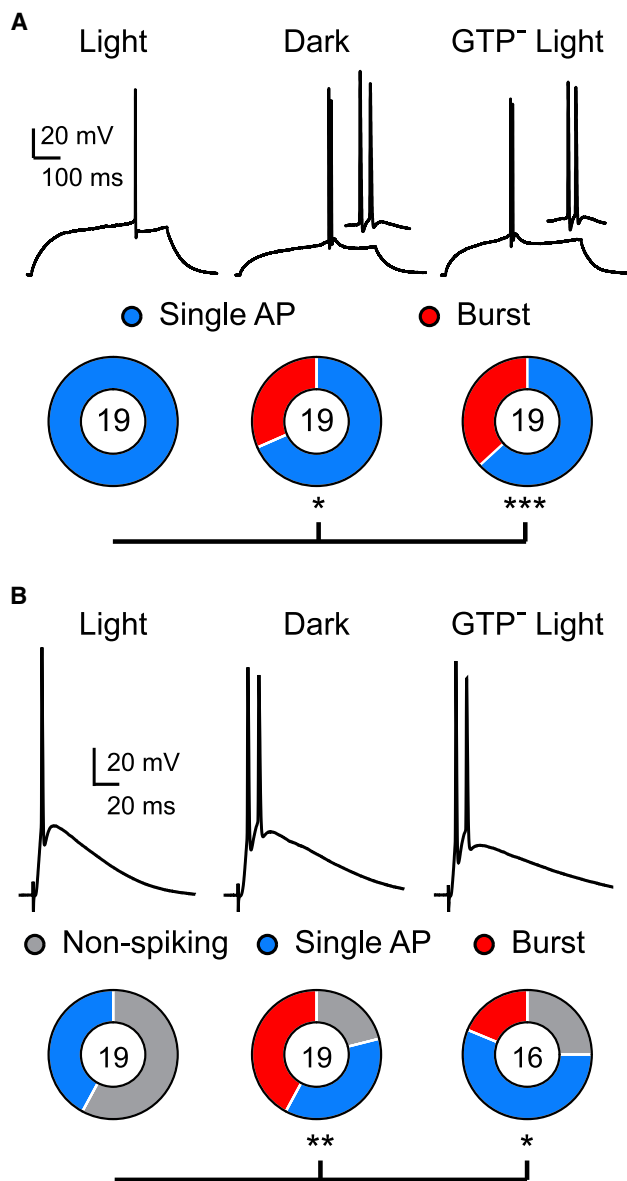 A
Light Dark GTP⁻ Light
20 mV
100 ms
Single AP Burst
19 19 19
* ***
B
Light Dark GTP⁻ Light
20 mV
20 ms
Non-spiking Single AP Burst
19 19 16
** *